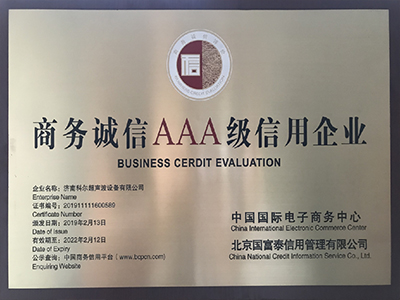 信
商务诚信AAA级信用企业
BUSINESS CERDIT EVALUATION
企业名称：济南科尔超声波设备有限公司
Enterprise Name
证书编号：201911111600589
Certificate Number
颁发日期：2019年2月13日
Date of Issue
有效期至：2022年2月12日
Date of Expiry
公示查询：中国商务信用平台（www.bcpcn.com）
Enquiring Website
中国国际电子商务中心
China International Electronic Commerce Center
北京国富泰信用管理有限公司
China National Credit Information Service Co., Ltd.